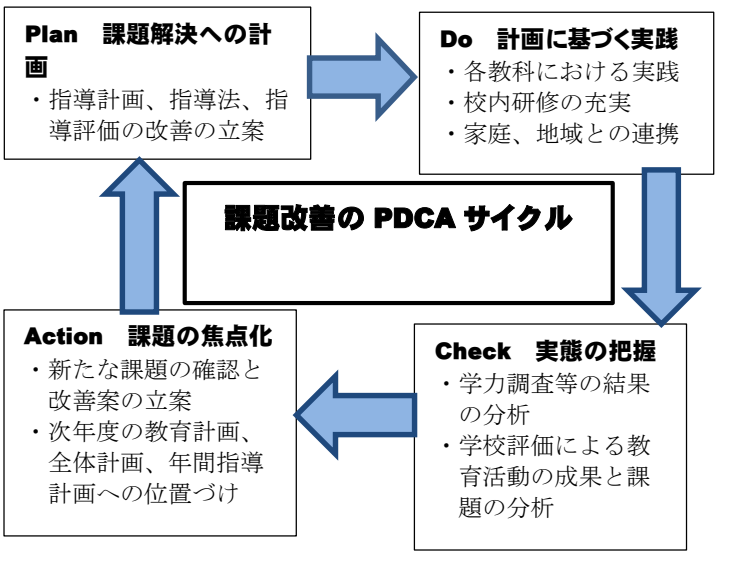 Plan　課題解決への計
画
・指導計画、指導法、指
導評価の改善の立案
Do　計画に基づく実践
・各教科における実践
・校内研修の充実
・家庭、地域との連携
課題改善の PDCA サイクル
Action　課題の焦点化
・新たな課題の確認と
改善案の立案
・次年度の教育計画、
全体計画、年間指導
計画への位置づけ
Check　実態の把握
・学力調査等の結果
の分析
・学校評価による教
育活動の成果と課
題の分析